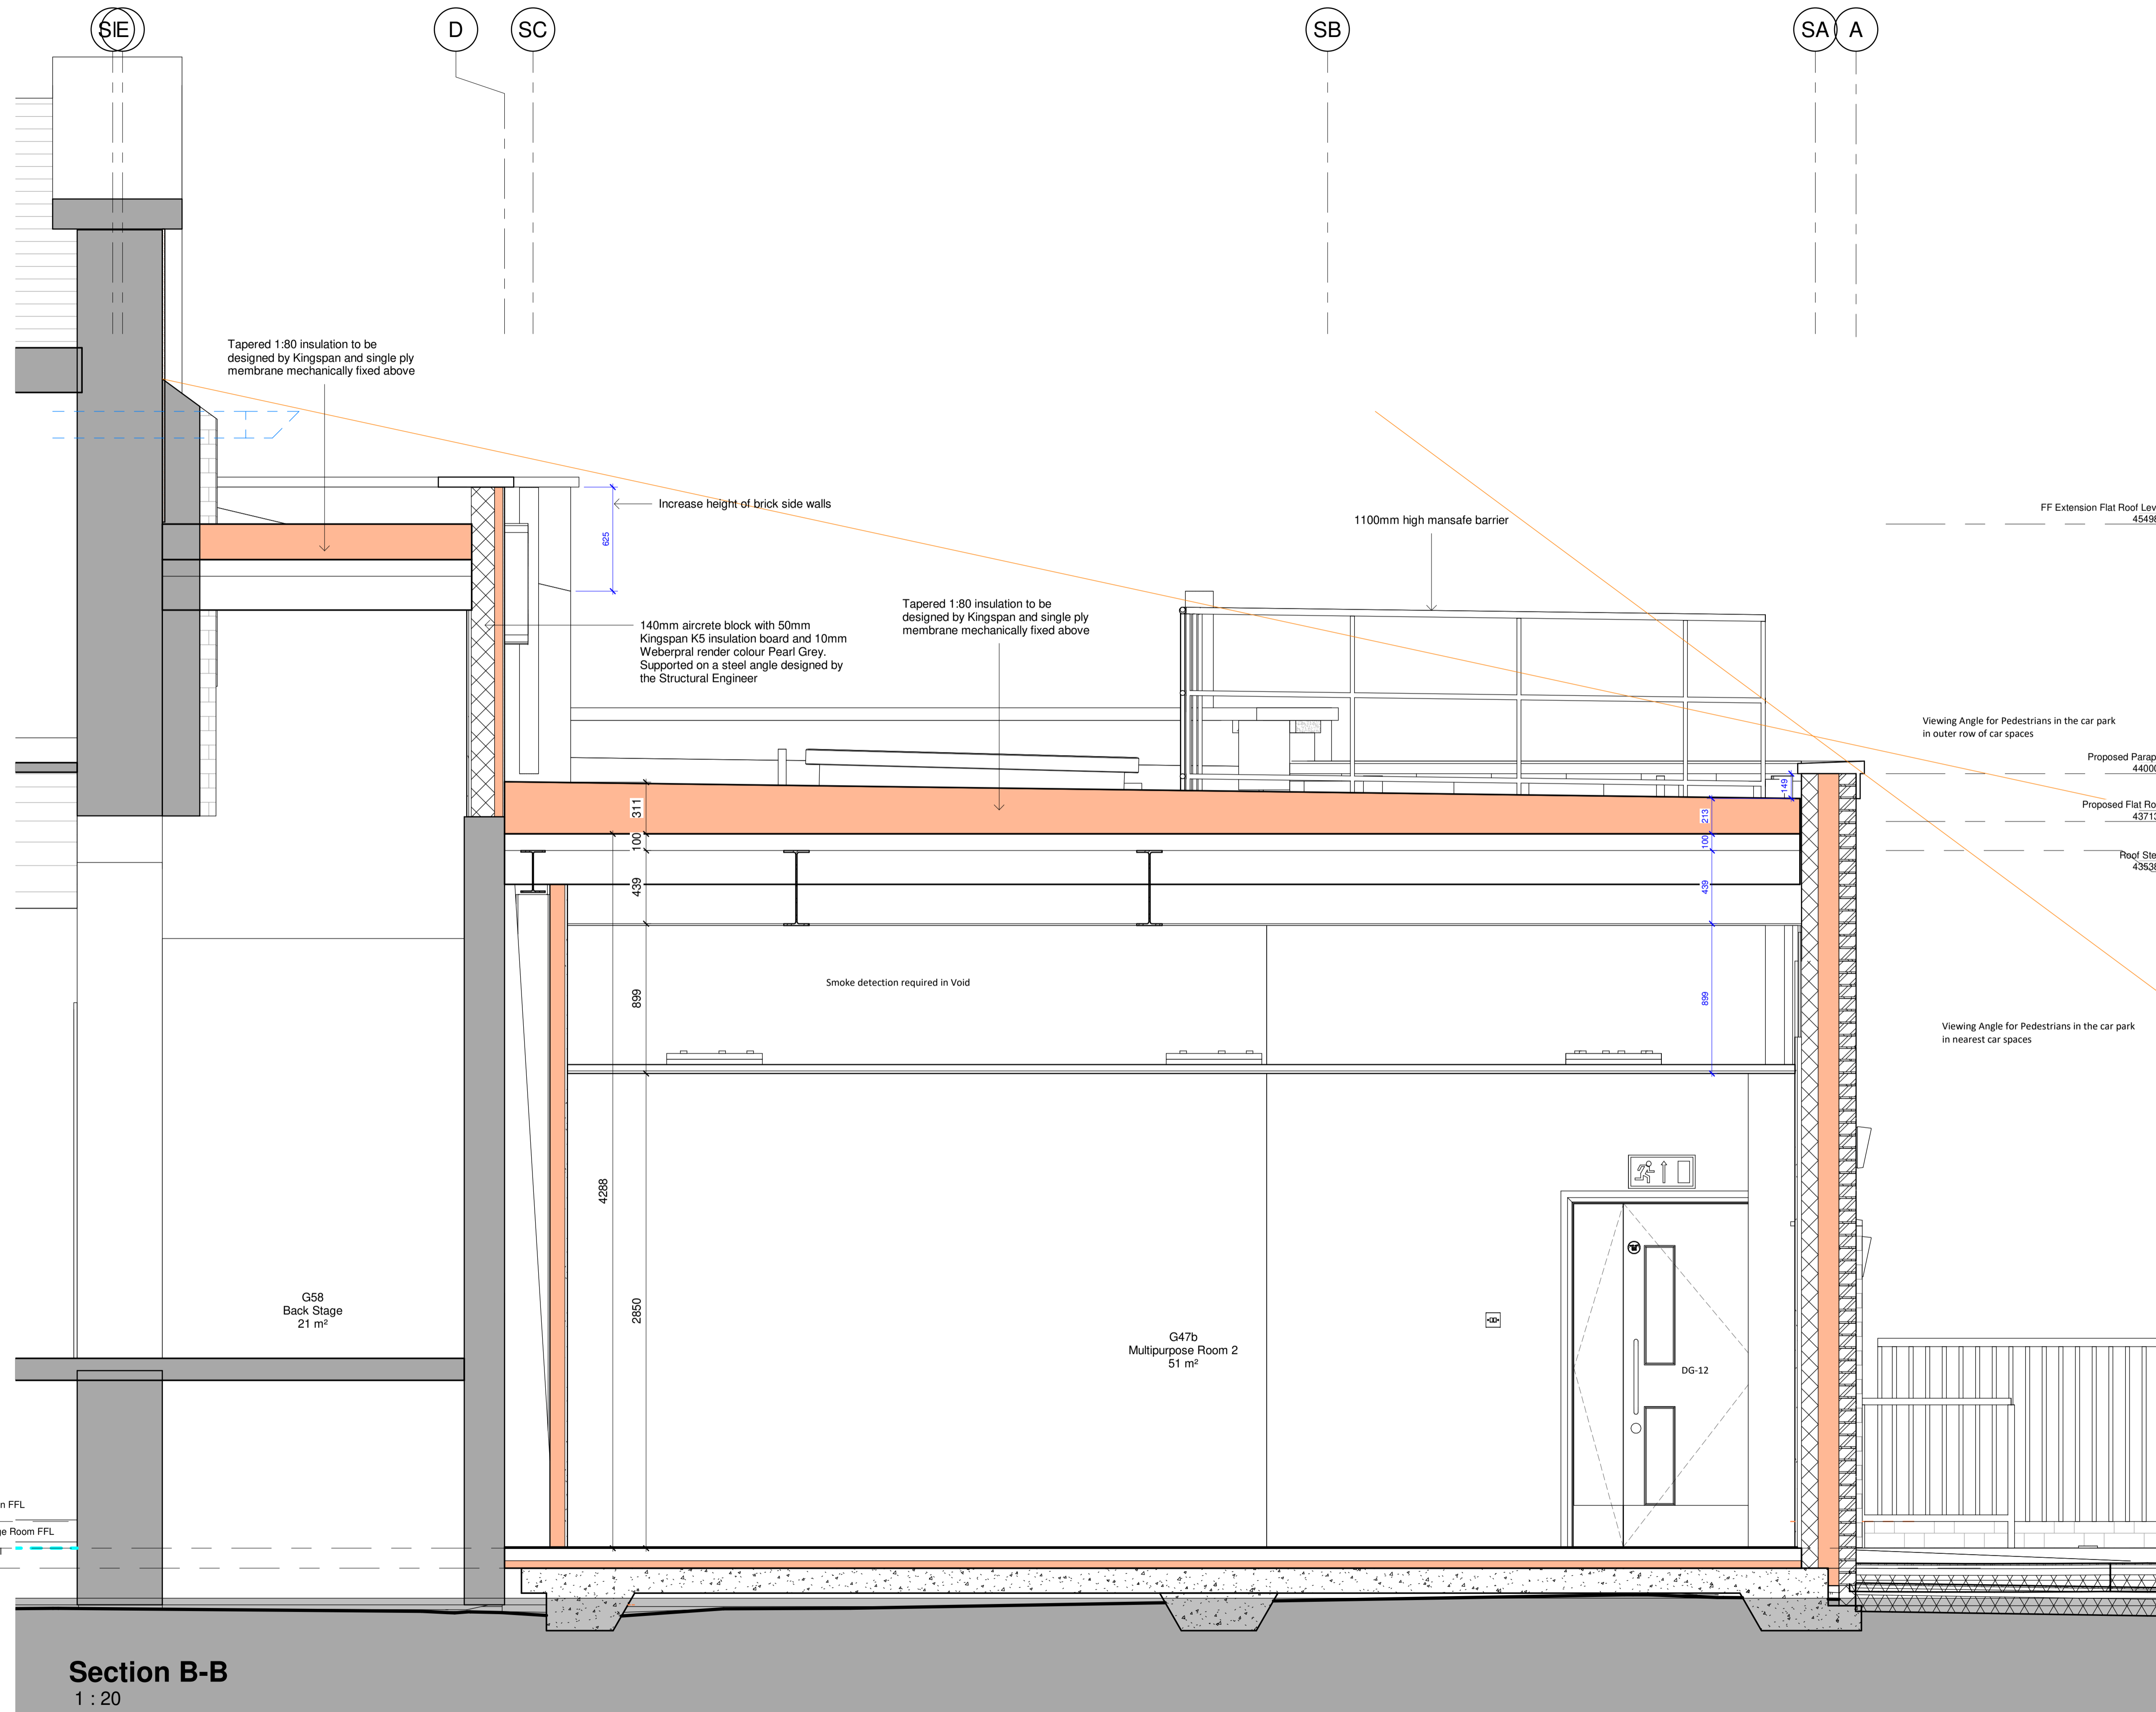 SE
E
D
SC
SB
SA
A
Tapered 1:80 insulation to be
designed by Kingspan and single ply
membrane mechanically fixed above
Increase height of brick side walls
625
1100mm high mansafe barrier
FF Extension Flat Roof Lev
45498
140mm aircrete block with 50mm
Kingspan K5 insulation board and 10mm
Weberpral render colour Pearl Grey.
Supported on a steel angle designed by
the Structural Engineer
Tapered 1:80 insulation to be
designed by Kingspan and single ply
membrane mechanically fixed above
Viewing Angle for Pedestrians in the car park
in outer row of car spaces
Proposed Parap
44000
149
Proposed Flat Ro
43713
311
213
100
100
Roof Ste
43538
439
439
Smoke detection required in Void
899
899
Viewing Angle for Pedestrians in the car park
in nearest car spaces
4288
2850
G58
Back Stage
21 m²
G47b
Multipurpose Room 2
51 m²
DG-12
n FFL
ge Room FFL
Section B-B
1 : 20